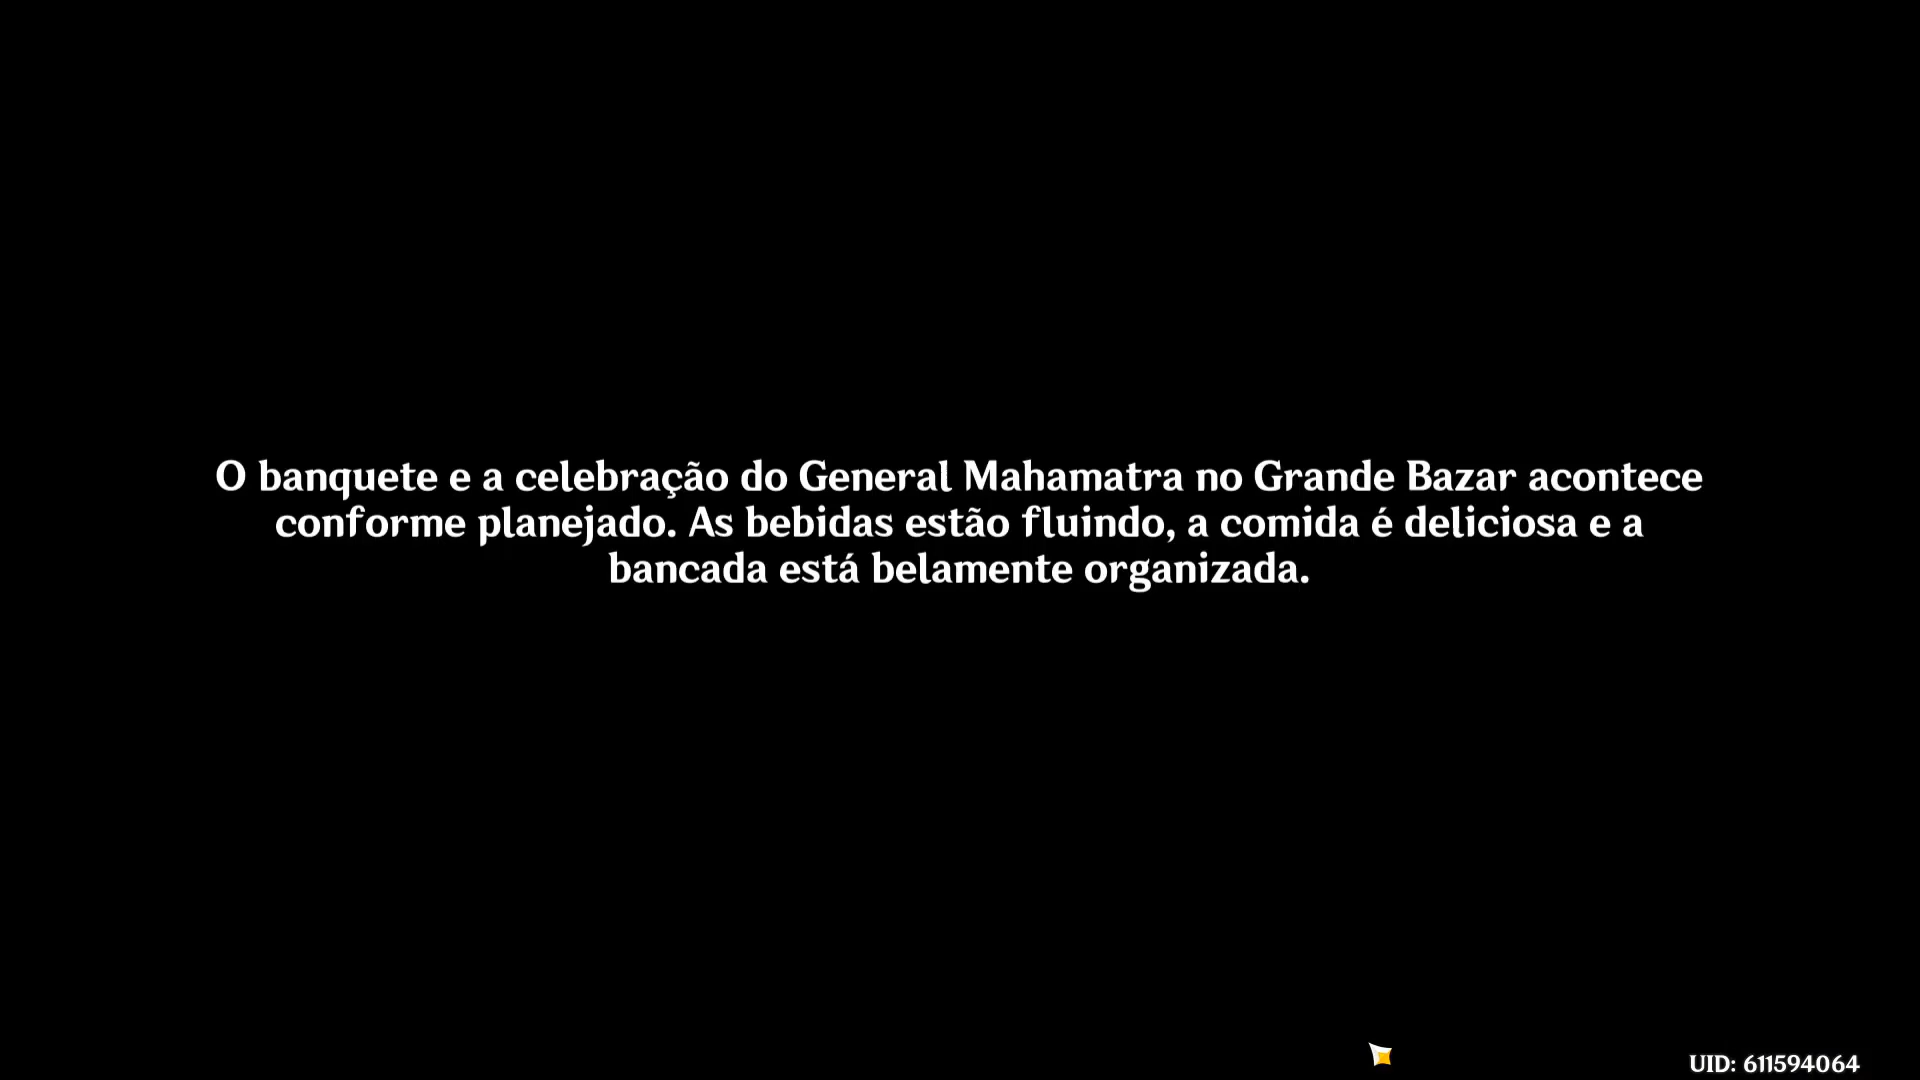 O banquete e a celebração do General Mahamatra no Grande Bazar acontece
conforme planejado. As bebidas estão fluindo, a comida é deliciosa e a
bancada está belamente organizada.
UID: 611594064